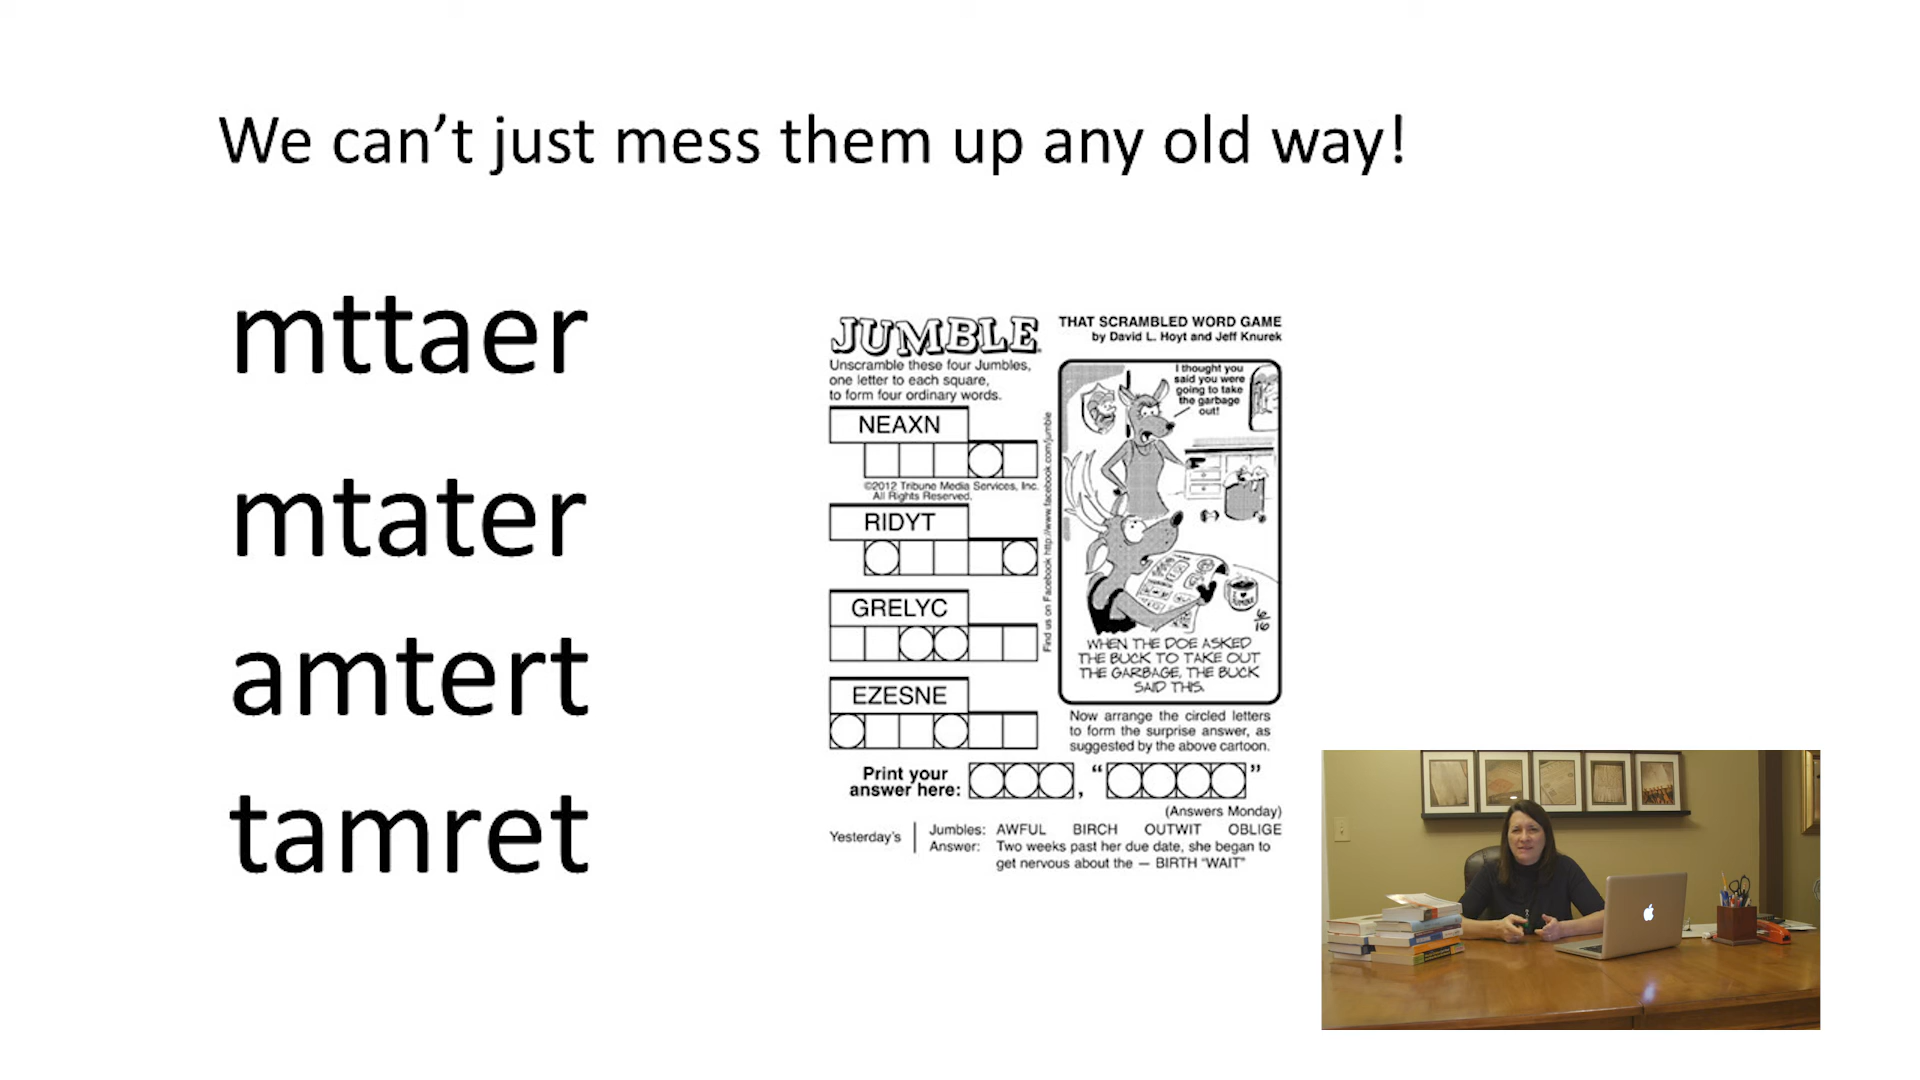 We can't just mess them up any old way!
mttaer
mtater
amtert
tamret
JUMBLE
THAT SCRAMBLED WORD GAME
by David L. Hoyt and Jeff Knurek
Unscramble these four Jumbles,
one letter to each square,
to form four ordinary words.
NEAXN
©2012 Tribune Media Services, Inc.
All Rights Reserved.
RIDYT
GRELYC
EZESNE
Find us on Facebook http://www.facebook.com/jumble
I thought you
said you were
going to take
the garbage
out!
I
JUMBLE
6/16
WHEN THE DOE ASKED
THE BUCK TO TAKE OUT
THE GARBAGE, THE BUCK
SAID THIS.
Now arrange the circled letters
to form the surprise answer, as
suggested by the above cartoon.
Print your
answer here: , “ ”
(Answers Monday)
Yesterday's
Jumbles: AWFUL BIRCH OUTWIT OBLIGE
Answer: Two weeks past her due date, she began to
get nervous about the — BIRTH “WAIT”